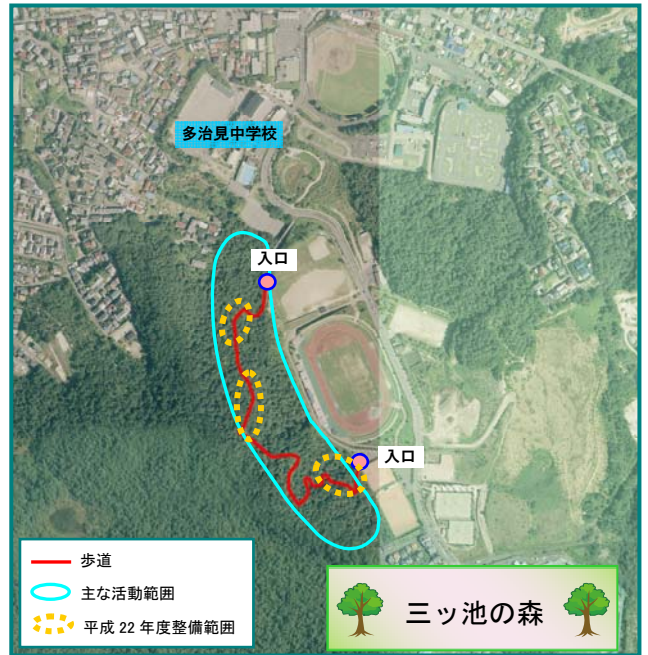 多治見中学校
入口
入口
歩道
主な活動範囲
平成 22 年度整備範囲
三ッ池の森